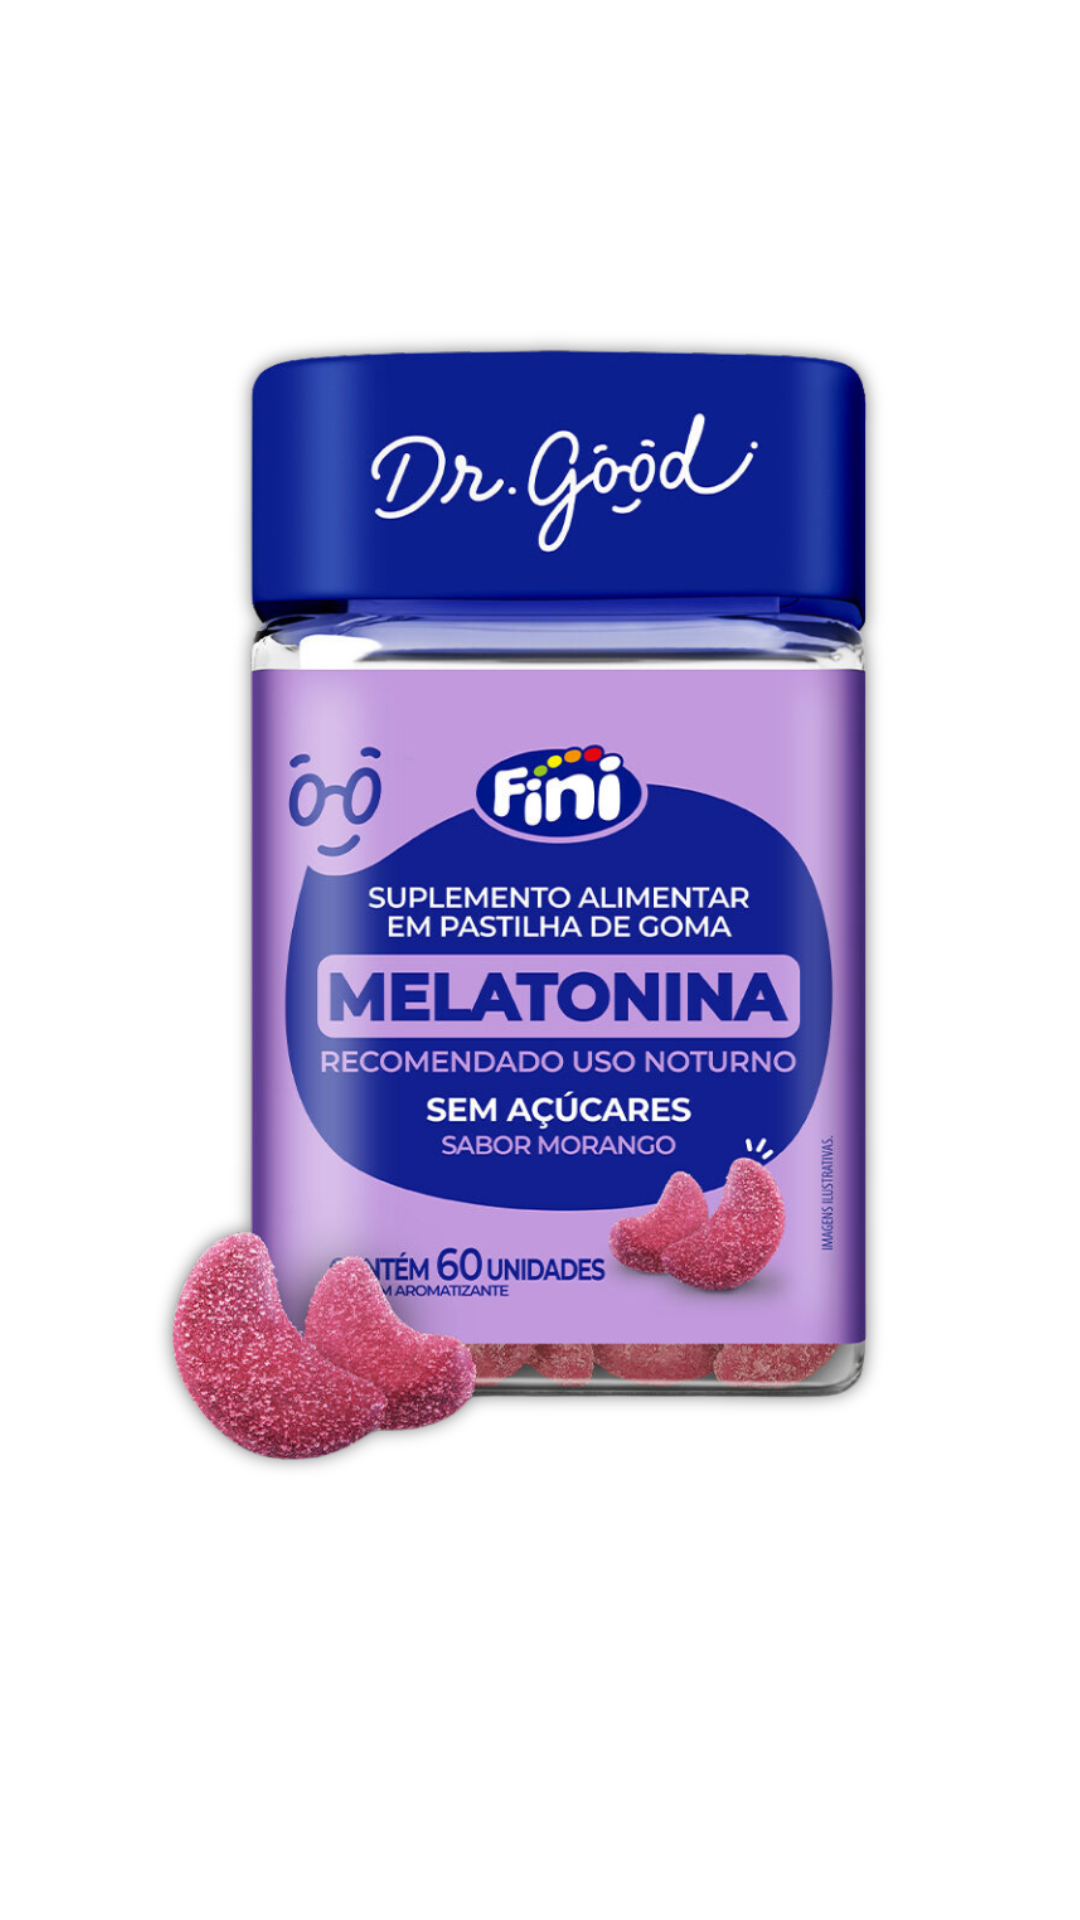 Dr. Good
Fini
SUPLEMENTO ALIMENTAR
EM PASTILHA DE GOMA
MELATONINA
RECOMENDADO USO NOTURNO
SEM AÇÚCARES
SABOR MORANGO
IMAGENS ILUSTRATIVAS.
60 UNIDADES
AROMATIZANTE